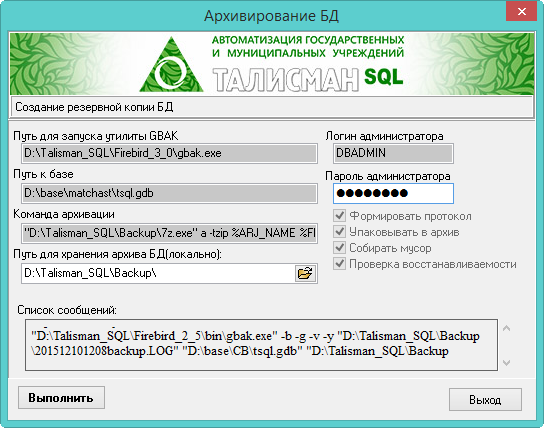 Архивирование БД
АВТОМАТИЗАЦИЯ ГОСУДАРСТВЕННЫХ
И МУНИЦИПАЛЬНЫХ УЧРЕЖДЕНИЙ
ТАЛИСМАН SQL
Создание резервной копии БД
Путь для запуска утилиты GBAK
D:\Talisman_SQL\Firebird_3_0\gbak.exe
Путь к базе
D:\base\matchast\tsql.gdb
Команда архивации
"D:\Talisman_SQL\Backup\7z.exe" a -tzip %ARJ_NAME %FI
Путь для хранения архива БД(локально):
D:\Talisman_SQL\Backup\
Логин администратора
DBADMIN
Пароль администратора
●●●●●●●●
Формировать протокол
Упаковывать в архив
Собирать мусор
Проверка восстанавливаемости
Список сообщений:
"D:\Talisman_SQL\Firebird_2_5\bin\gbak.exe" -b -g -v -y "D:\Talisman_SQL\Backup
\201512101208backup.LOG" "D:\base\CB\tsql.gdb" "D:\Talisman_SQL\Backup
Выполнить
Выход